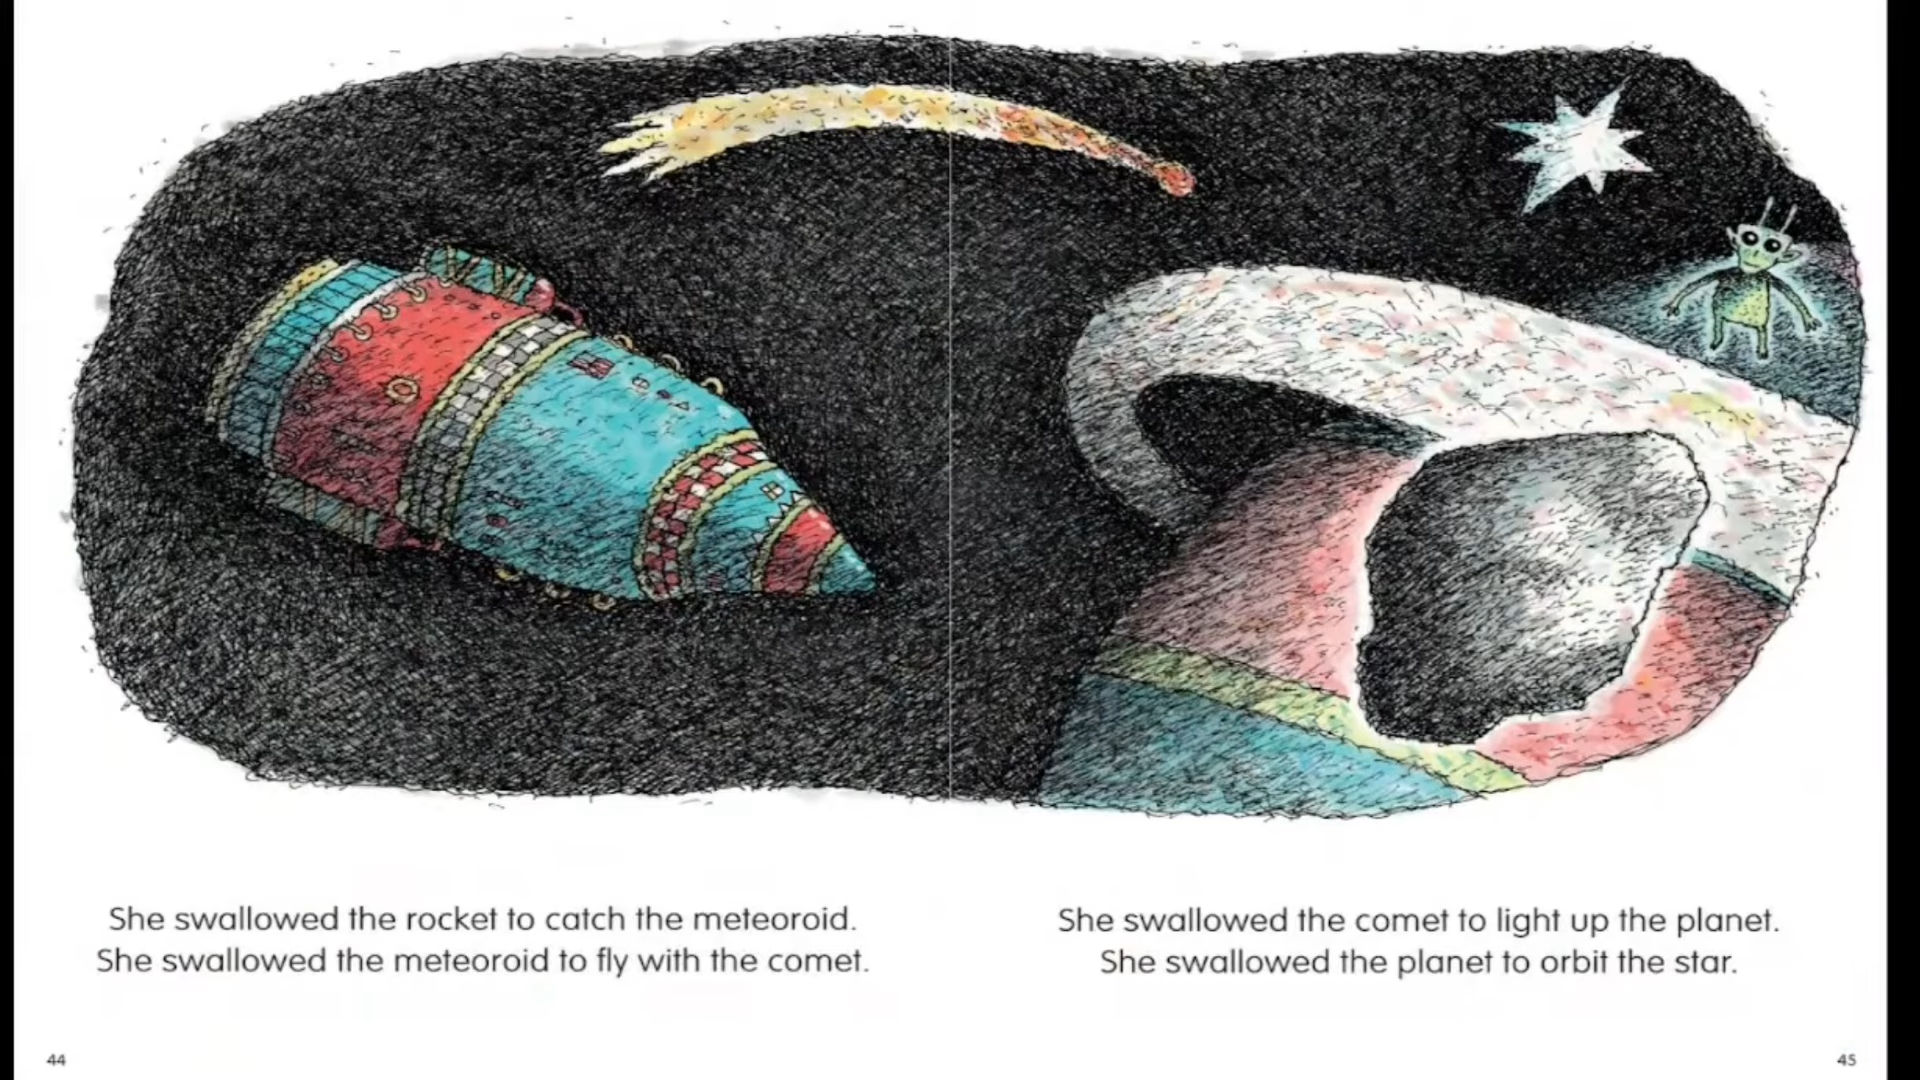 She swallowed the rocket to catch the meteoroid.
She swallowed the meteoroid to fly with the comet.
She swallowed the comet to light up the planet.
She swallowed the planet to orbit the star.
44
45